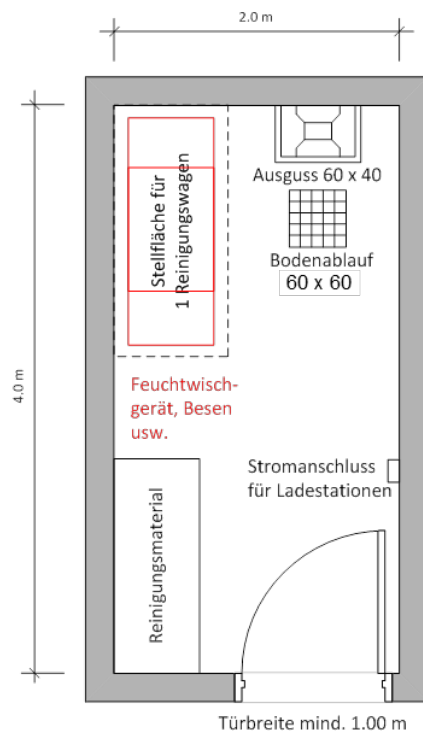 2.0 m
4.0 m
Stellfläche für
1 Reinigungswagen
Ausguss 60 x 40
Bodenablauf
60 x 60
Feuchtwisch-
gerät, Besen
usw.
Stromanschluss
für Ladestationen
Reinigungsmaterial
Türbreite mind. 1.00 m